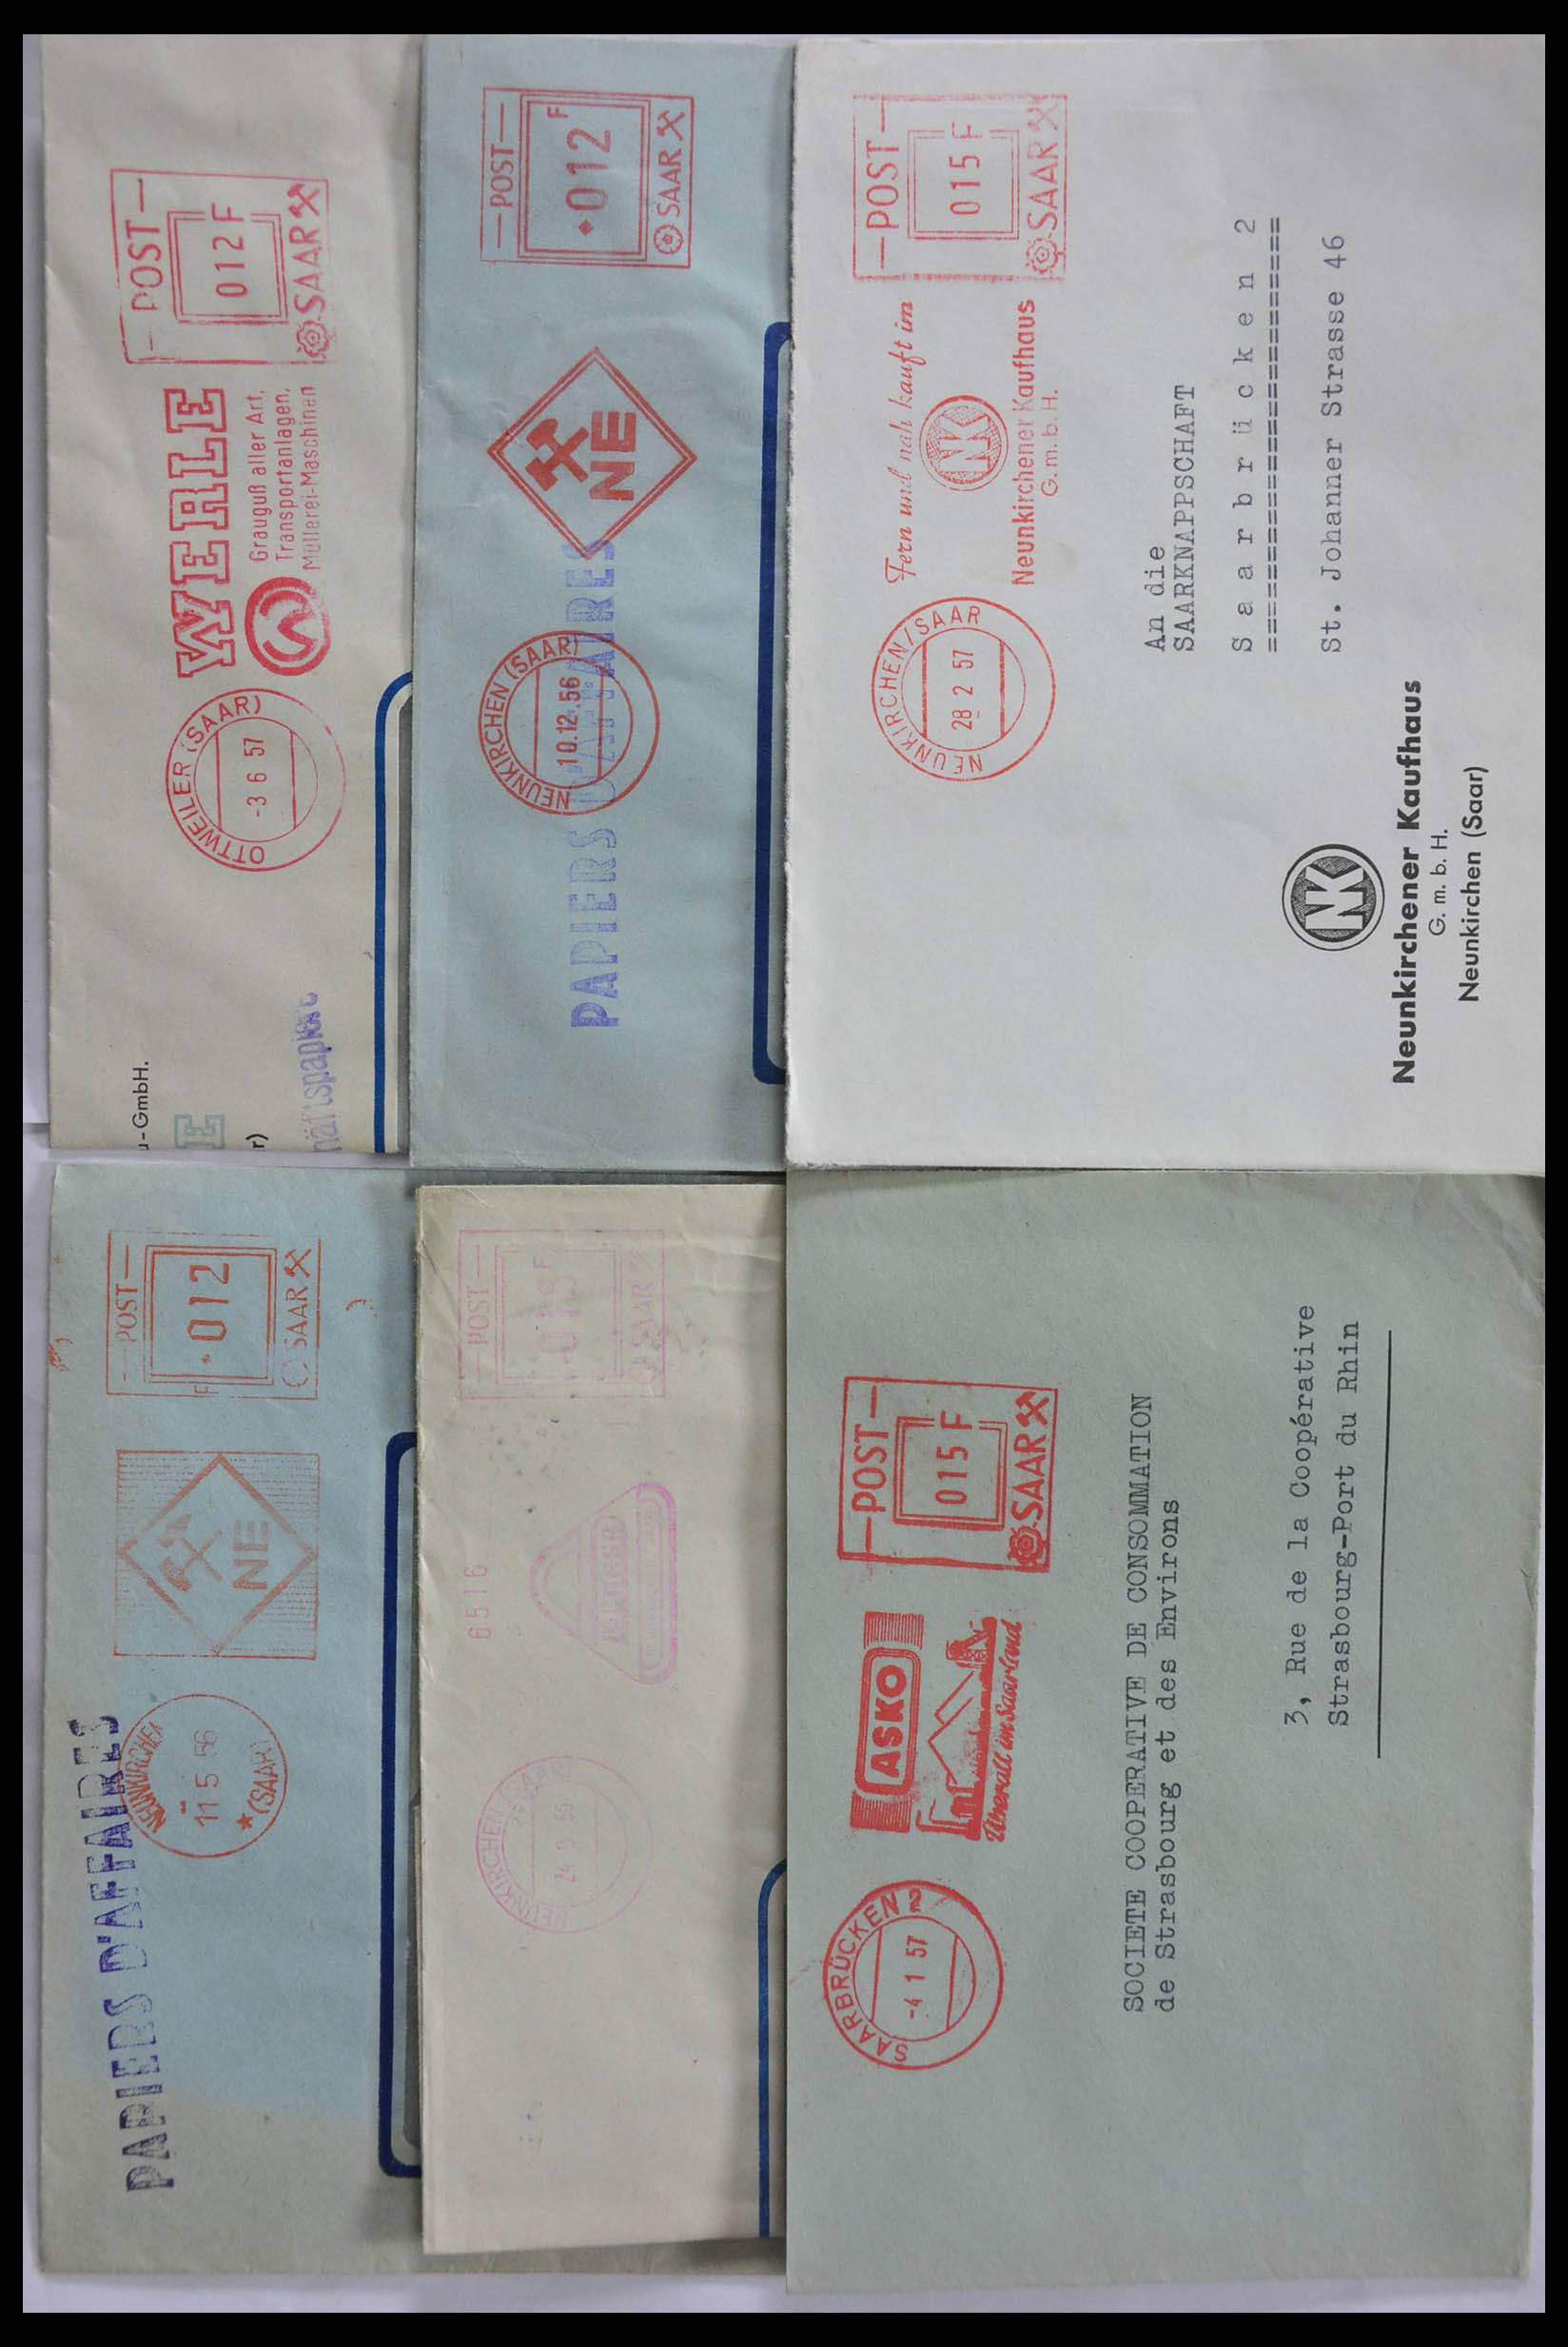 OTTWEILER (SAAR)
-3 6 57
WERLE
Grauguß aller Art,
Transportanlagen,
Müllerei-Maschinen
POST
012 F
SAAR
u-GmbH.
E
r)
NEUNKIRCHEN (SAAR)
10.12.56
PAPIERS D'AFFAIRES
NE
POST
012 F
SAAR
NEUNKIRCHEN/SAAR
28 2 57
Fern und nah kauft im
NK
Neunkirchener Kaufhaus
G.m.b.H.
POST
015 F
SAAR
An die
SAARKNAPPSCHAFT
Saarbrücken 2
==============================
St. Johanner Strasse 46
NK
Neunkirchener Kaufhaus
G. m. b. H.
Neunkirchen (Saar)
PAPIERS D'AFFAIRES
NEUNKIRCHEN
11 5 56
(SAAR)
NE
POST
F 012
SAAR
NEUNKIRCHEN (SAAR)
6516
POST
SAAR
SAARBRÜCKEN 2
-4 1 57
ASKO
Überall im Saarland
POST
015 F
SAAR
SOCIETE COOPERATIVE DE CONSOMMATION
de Strasbourg et des Environs
3, Rue de la Coopérative
Strasbourg-Port du Rhin